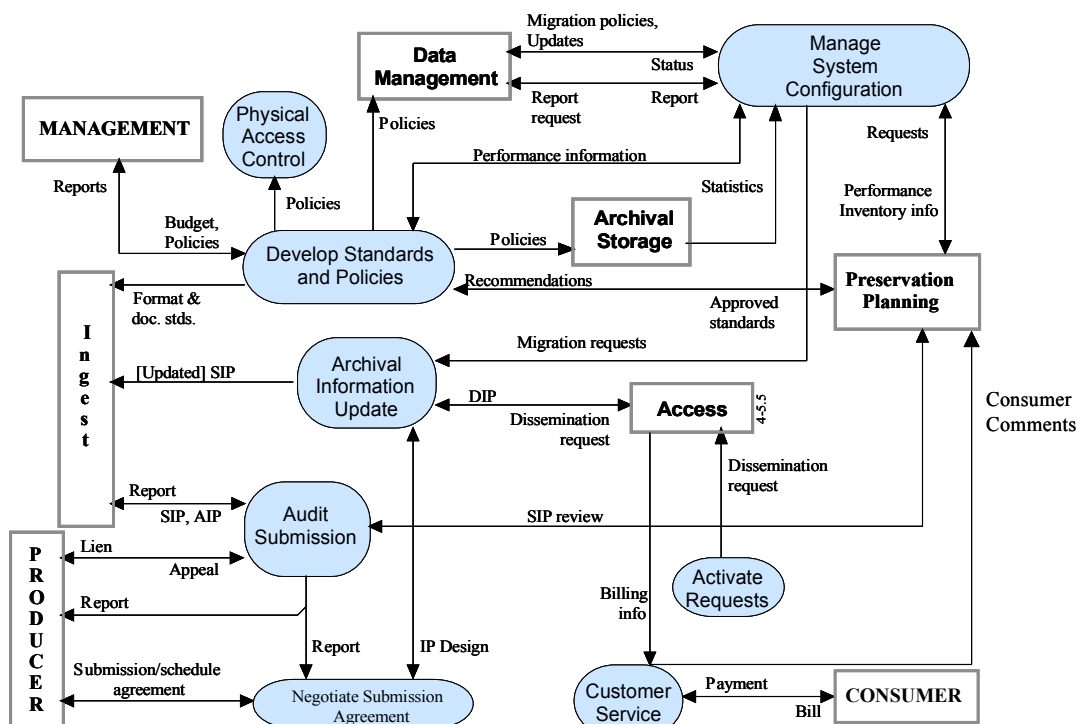 Migration policies,
Updates
Manage
System
Configuration
Data
Management
Status
Report
request
Report
Physical
Access
Control
MANAGEMENT
Policies
Requests
Performance information
Reports
Policies
Statistics
Performance
Inventory info
Archival
Storage
Budget,
Policies
Develop Standards
and Policies
Policies
Recommendations
Preservation
Planning
Format &
doc. stds.
Approved
standards
Ingest
Migration requests
Archival
Information
Update
[Updated] SIP
DIP
Access
4-5.5
Dissemination
request
Consumer
Comments
Dissemination
request
Report
SIP, AIP
Audit
Submission
SIP review
PRODUCER
Lien
Appeal
Activate
Requests
Report
Billing
info
Report
IP Design
Submission/schedule
agreement
Negotiate Submission
Agreement
Customer
Service
Payment
Bill
CONSUMER